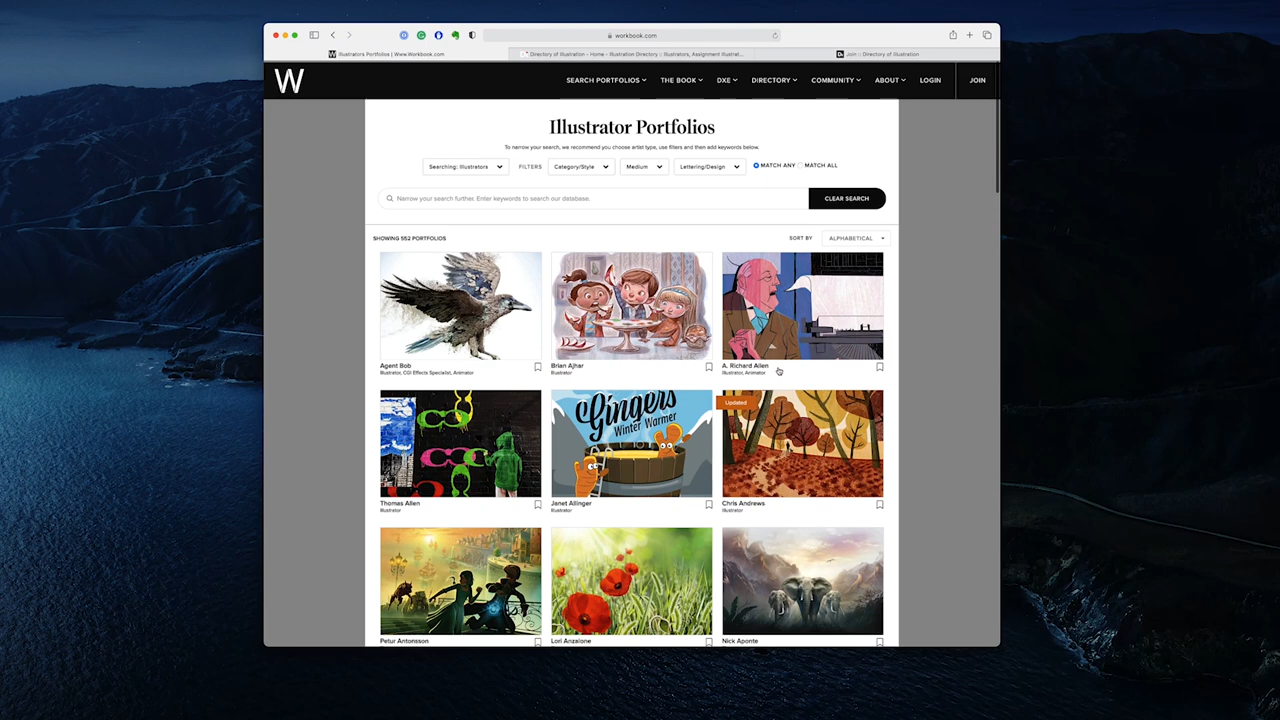 workbook.com
Illustrators Portfolios | Www.Workbook.com
Directory of Illustration - Home - Illustration Directory :: Illustrators, Assignment Illustrat...
Join :: Directory of Illustration
W
SEARCH PORTFOLIOS
THE BOOK
DXE
DIRECTORY
COMMUNITY
ABOUT
LOGIN
JOIN
Illustrator Portfolios
To narrow your search, we recommend you choose artist type, use filters and then add keywords below.
Searching: Illustrators
FILTERS
Category/Style
Medium
Lettering/Design
MATCH ANY
MATCH ALL
Narrow your search further. Enter keywords to search our database.
CLEAR SEARCH
SHOWING 552 PORTFOLIOS
SORT BY
ALPHABETICAL
Agent Bob
Illustrator, CGI Effects Specialist, Animator
Brian Ajhar
Illustrator
A. Richard Allen
Illustrator, Animator
Gingers
Winter Warmer
Updated
Thomas Allen
Illustrator
Janet Allinger
Illustrator
Chris Andrews
Illustrator
Petur Antonsson
Lori Anzalone
Nick Aponte